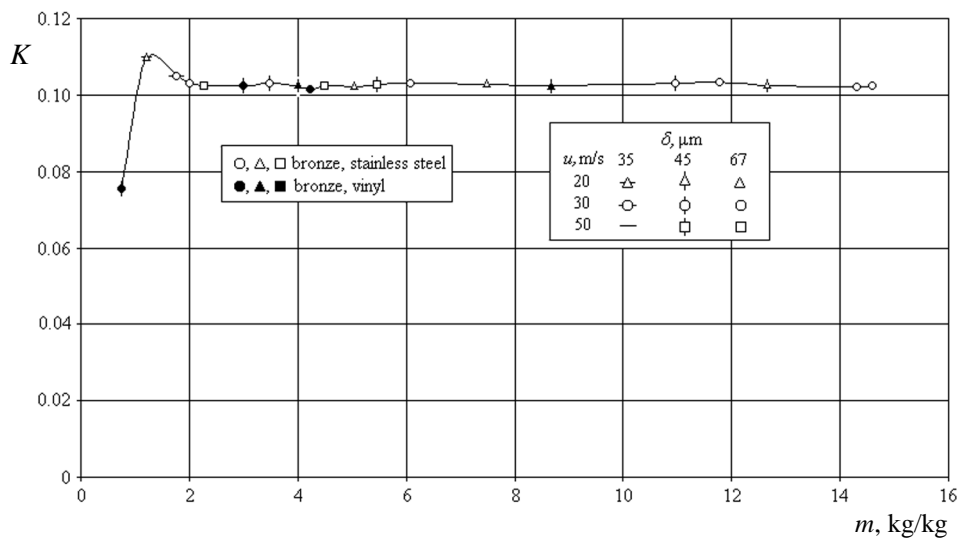 0.12
K
0.10
0.08
0.06
0.04
0.02
0
0 2 4 6 8 10 12 14 16
m, kg/kg
bronze, stainless steel
bronze, vinyl
δ, μm
u, m/s 35 45 67
20
30
50